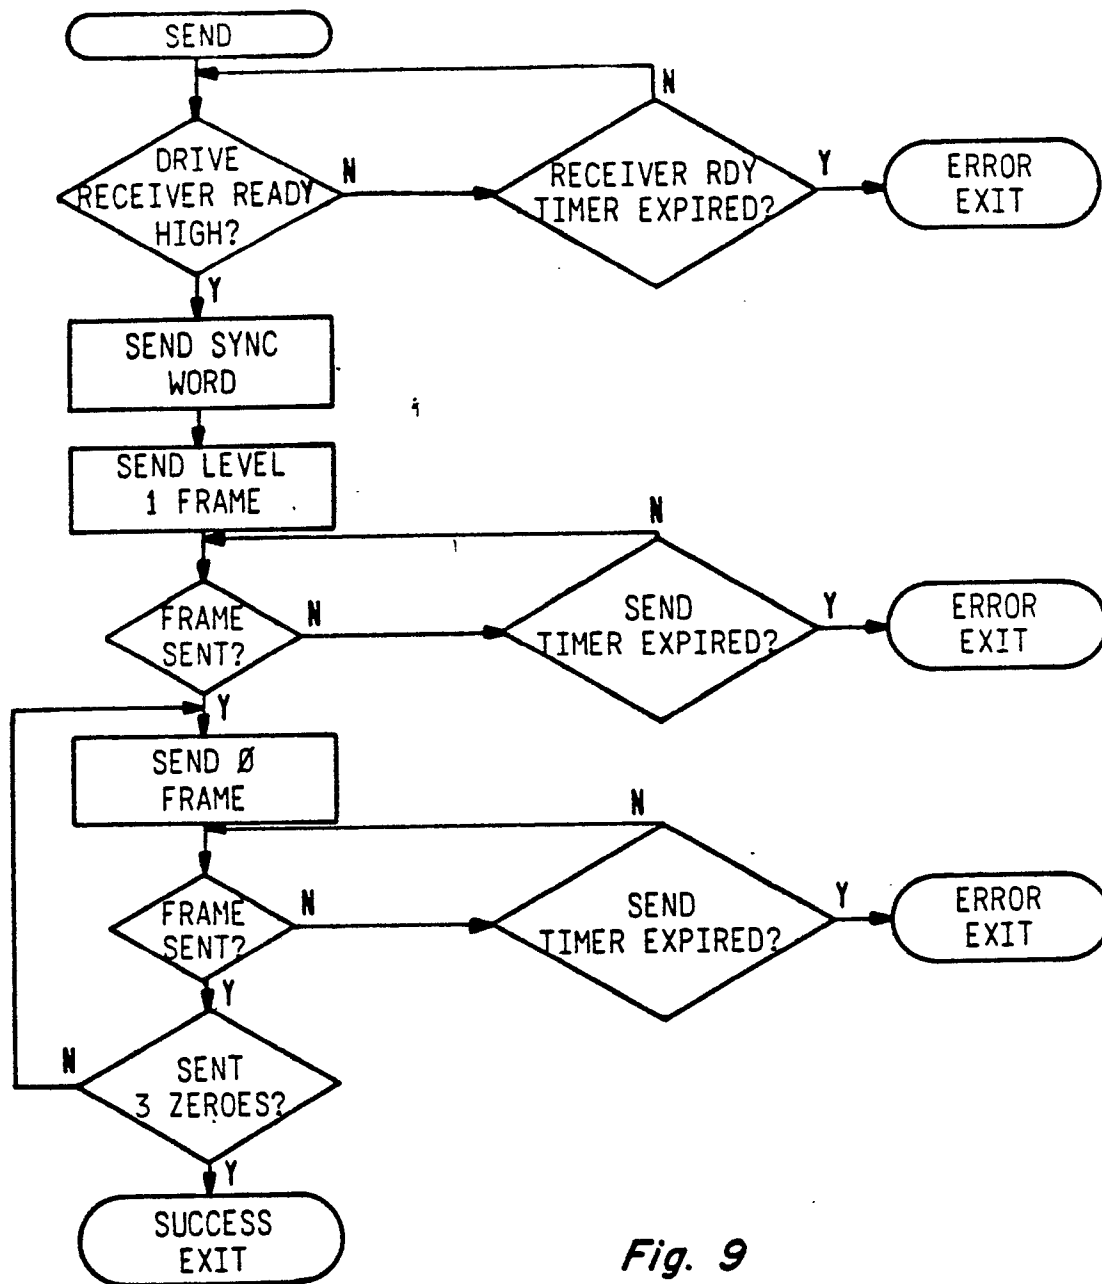 SEND
N
DRIVE
RECEIVER READY
HIGH?
N
RECEIVER RDY
TIMER EXPIRED?
Y
ERROR
EXIT
Y
SEND SYNC
WORD
SEND LEVEL
1 FRAME
N
FRAME
SENT?
N
SEND
TIMER EXPIRED?
Y
ERROR
EXIT
Y
SEND Ø
FRAME
N
FRAME
SENT?
N
SEND
TIMER EXPIRED?
Y
ERROR
EXIT
Y
N
SENT
3 ZEROES?
Y
SUCCESS
EXIT
Fig. 9